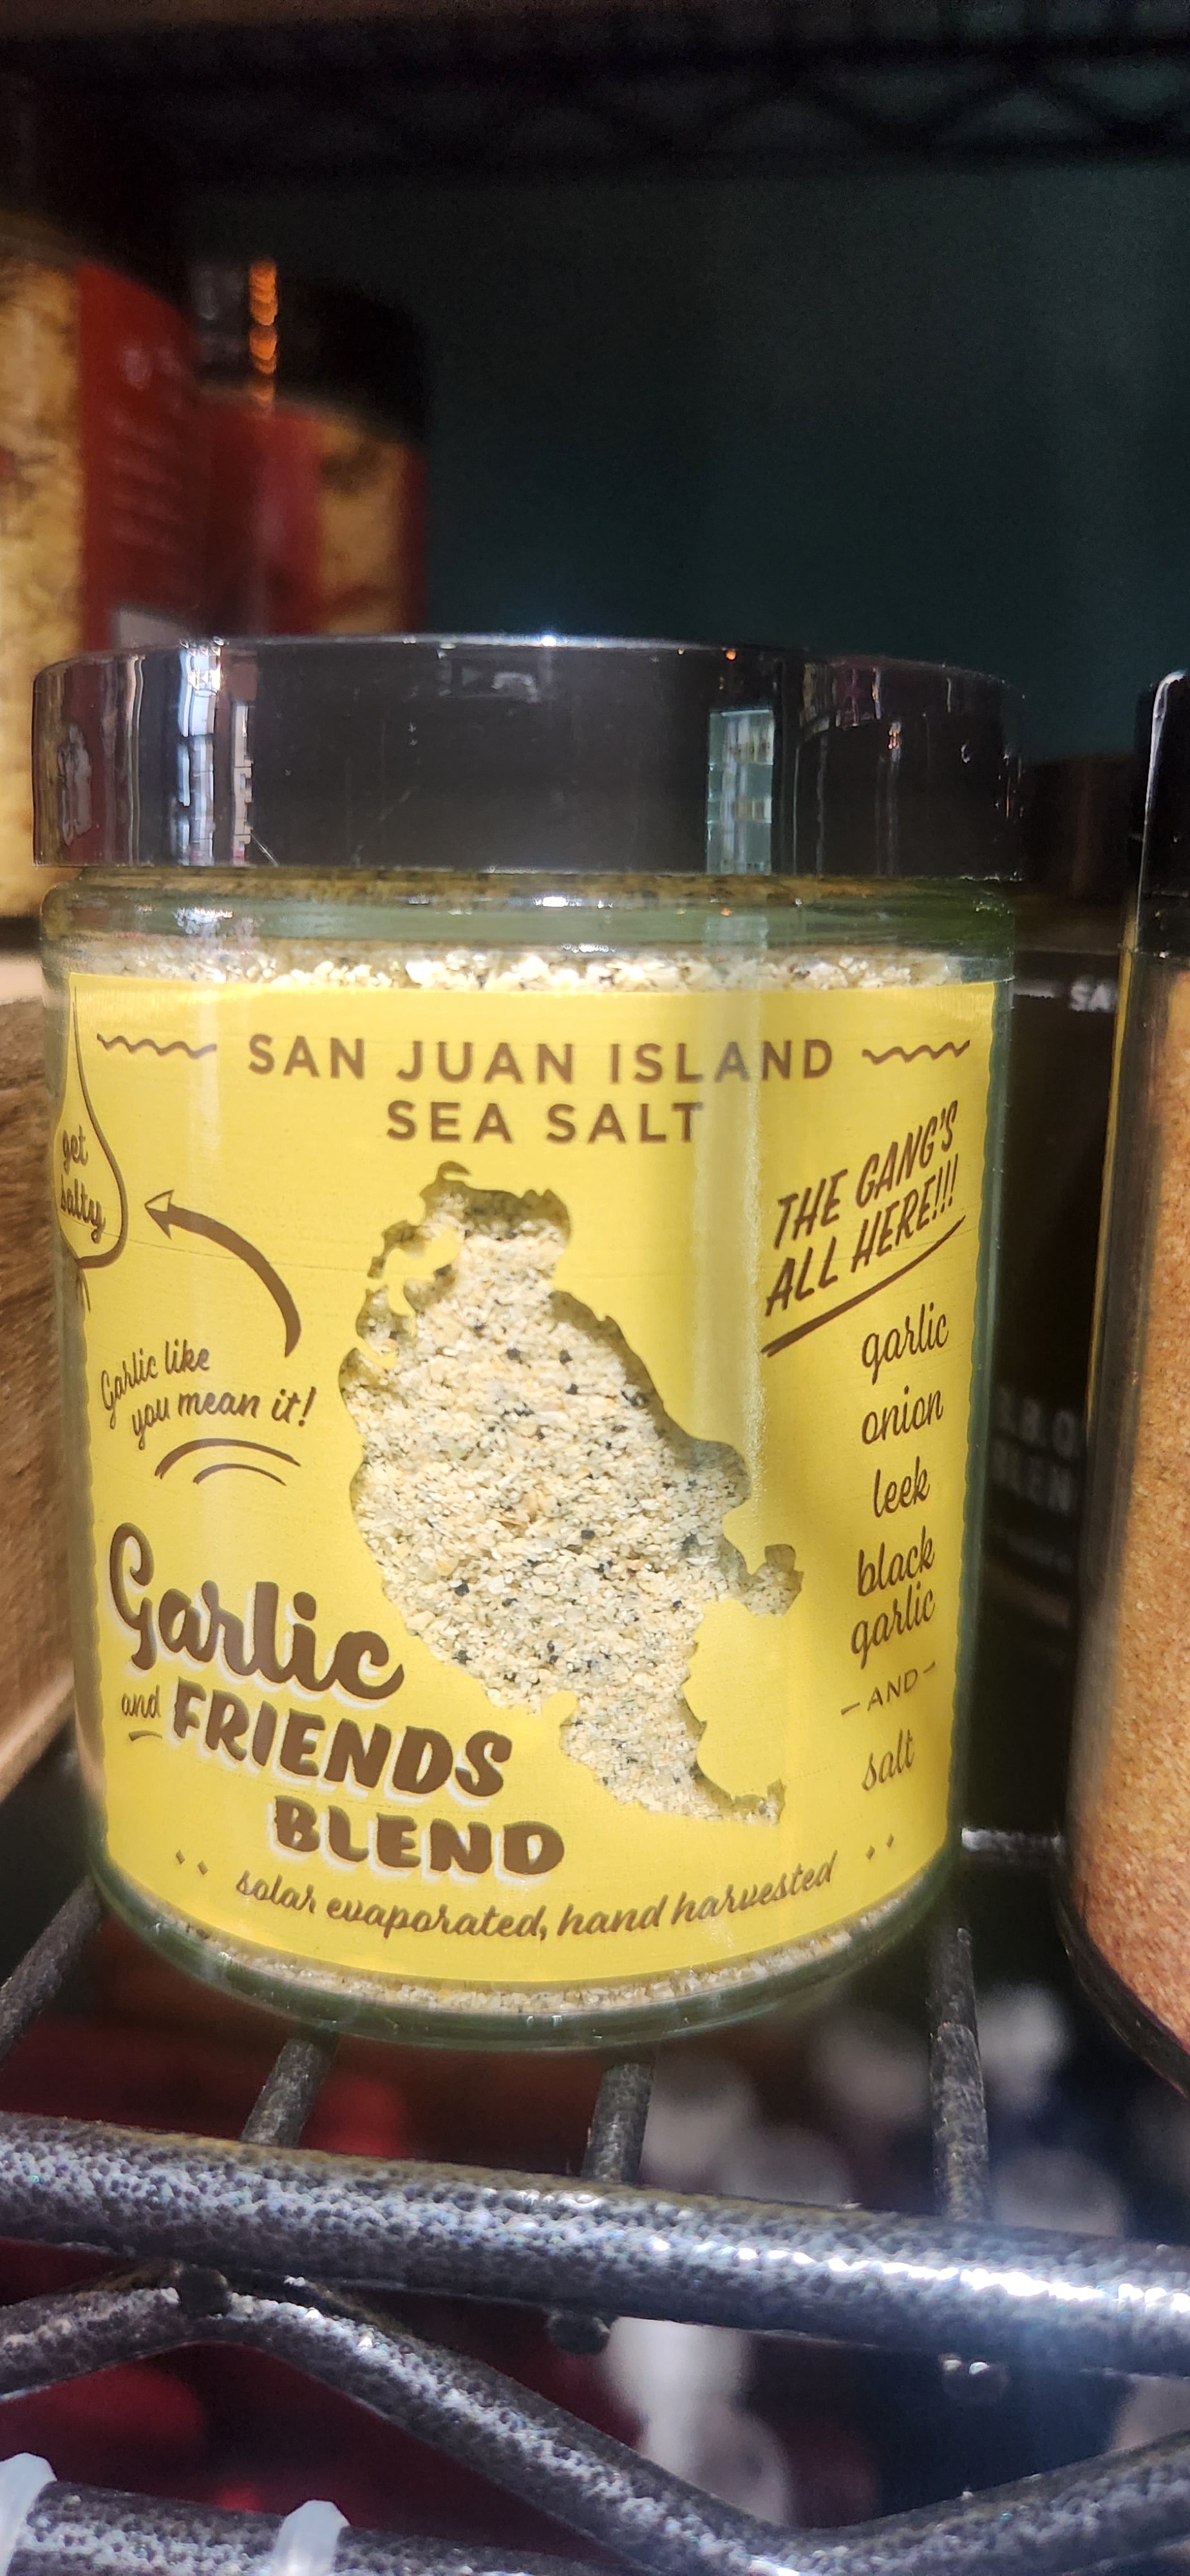 SAN JUAN ISLAND
SEA SALT
get
salty
THE GANG'S
ALL HERE!!!
Garlic like
you mean it!
garlic
onion
leek
black
garlic
AND
salt
Garlic
and FRIENDS
BLEND
solar evaporated, hand harvested